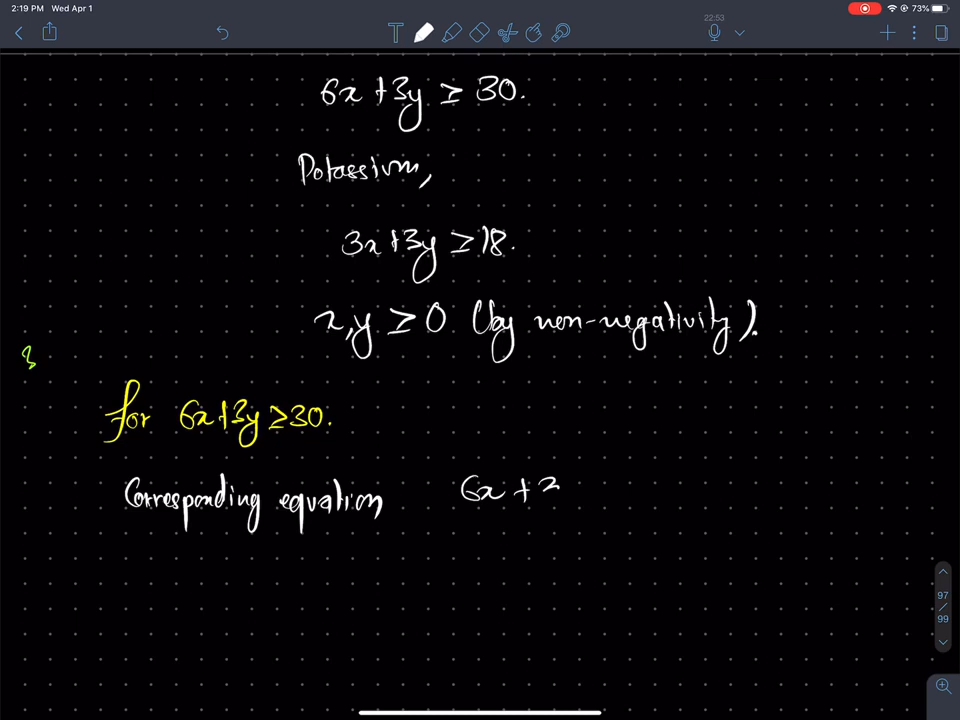 2:19 PM Wed Apr 1
73%
22:53
6x + 3y ≥ 30.
Potassium,
3x + 3y ≥ 18.
x, y ≥ 0 (by non-negativity).
for 6x + 3y ≥ 30.
Corresponding equation 6x +
97
/
99